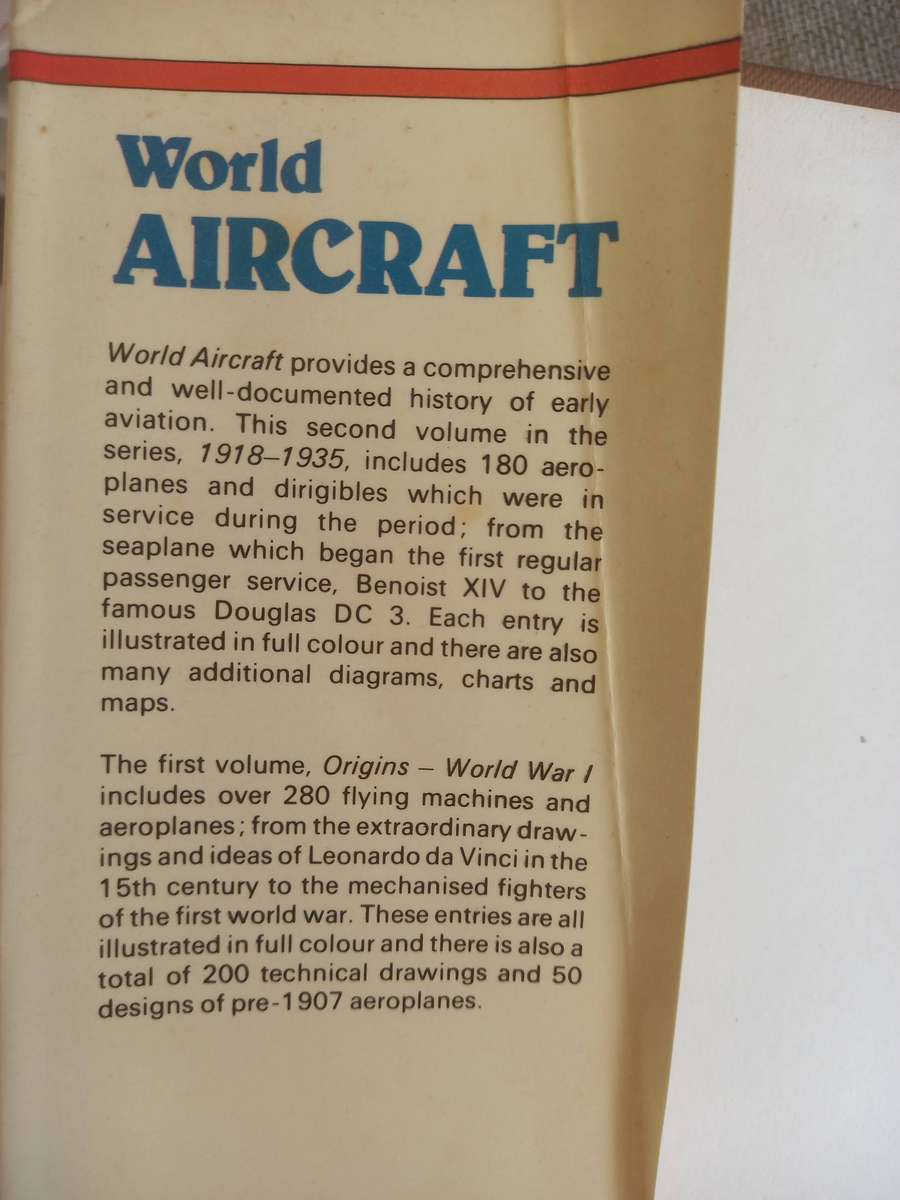 World
AIRCRAFT
World Aircraft provides a comprehensive
and well-documented history of early
aviation. This second volume in the
series, 1918–1935, includes 180 aero-
planes and dirigibles which were in
service during the period; from the
seaplane which began the first regular
passenger service, Benoist XIV to the
famous Douglas DC 3. Each entry is
illustrated in full colour and there are also
many additional diagrams, charts and
maps.
The first volume, Origins – World War I
includes over 280 flying machines and
aeroplanes; from the extraordinary draw-
ings and ideas of Leonardo da Vinci in the
15th century to the mechanised fighters
of the first world war. These entries are all
illustrated in full colour and there is also a
total of 200 technical drawings and 50
designs of pre-1907 aeroplanes.